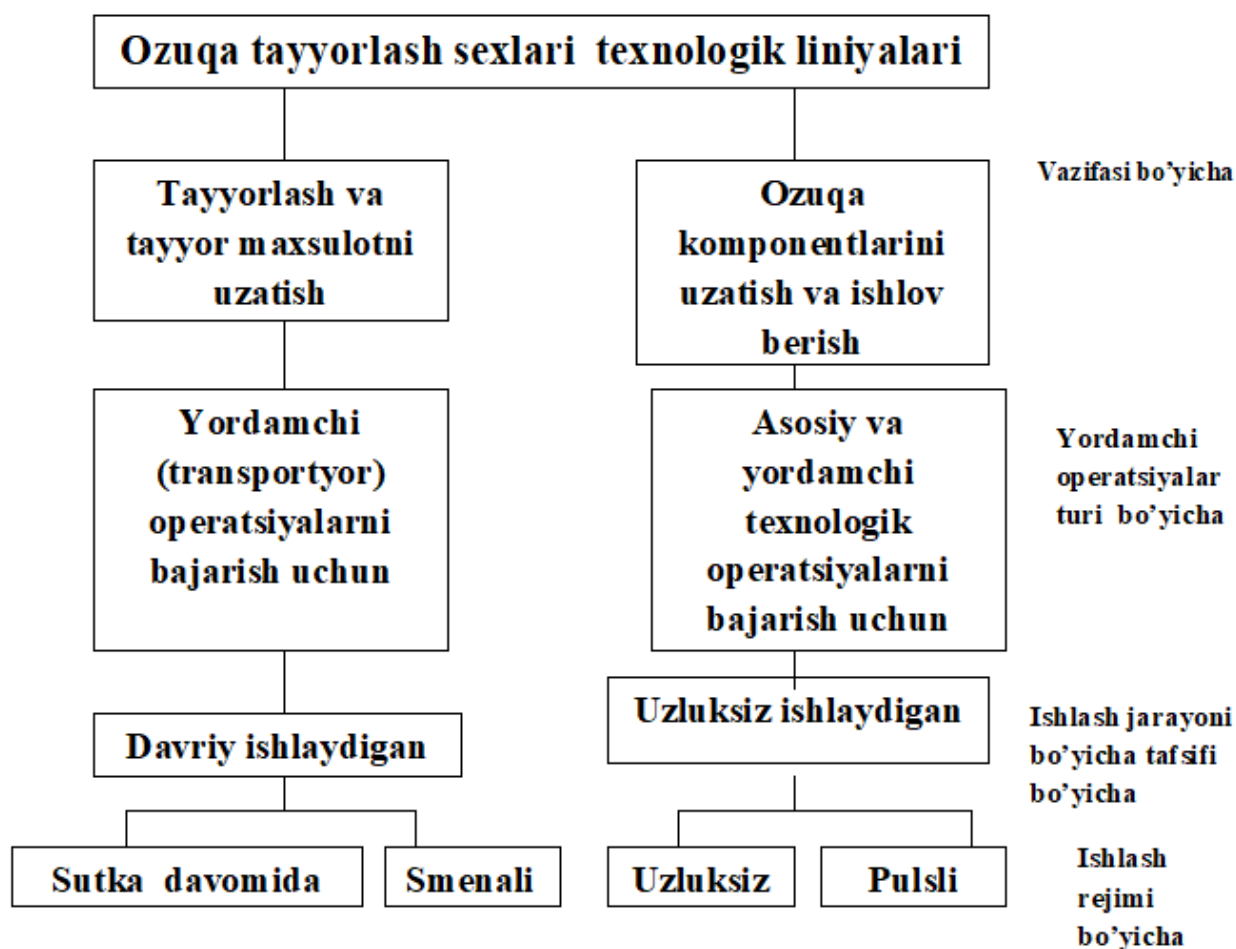 Ozuqa tayyorlash sexlari texnologik liniyalari
Tayyorlash va
tayyor maxsulotni
uzatish
Ozuqa
komponentlarini
uzatish va ishlov
berish
Vazifasi bo’yicha
Yordamchi
(transportyor)
operatsiyalarni
bajarish uchun
Asosiy va
yordamchi
texnologik
operatsiyalarni
bajarish uchun
Yordamchi
operatsiyalar
turi bo’yicha
Davriy ishlaydigan
Uzluksiz ishlaydigan
Ishlash jarayoni
bo’yicha tafsifi
bo’yicha
Sutka davomida
Smenali
Uzluksiz
Pulsli
Ishlash
rejimi
bo’yicha